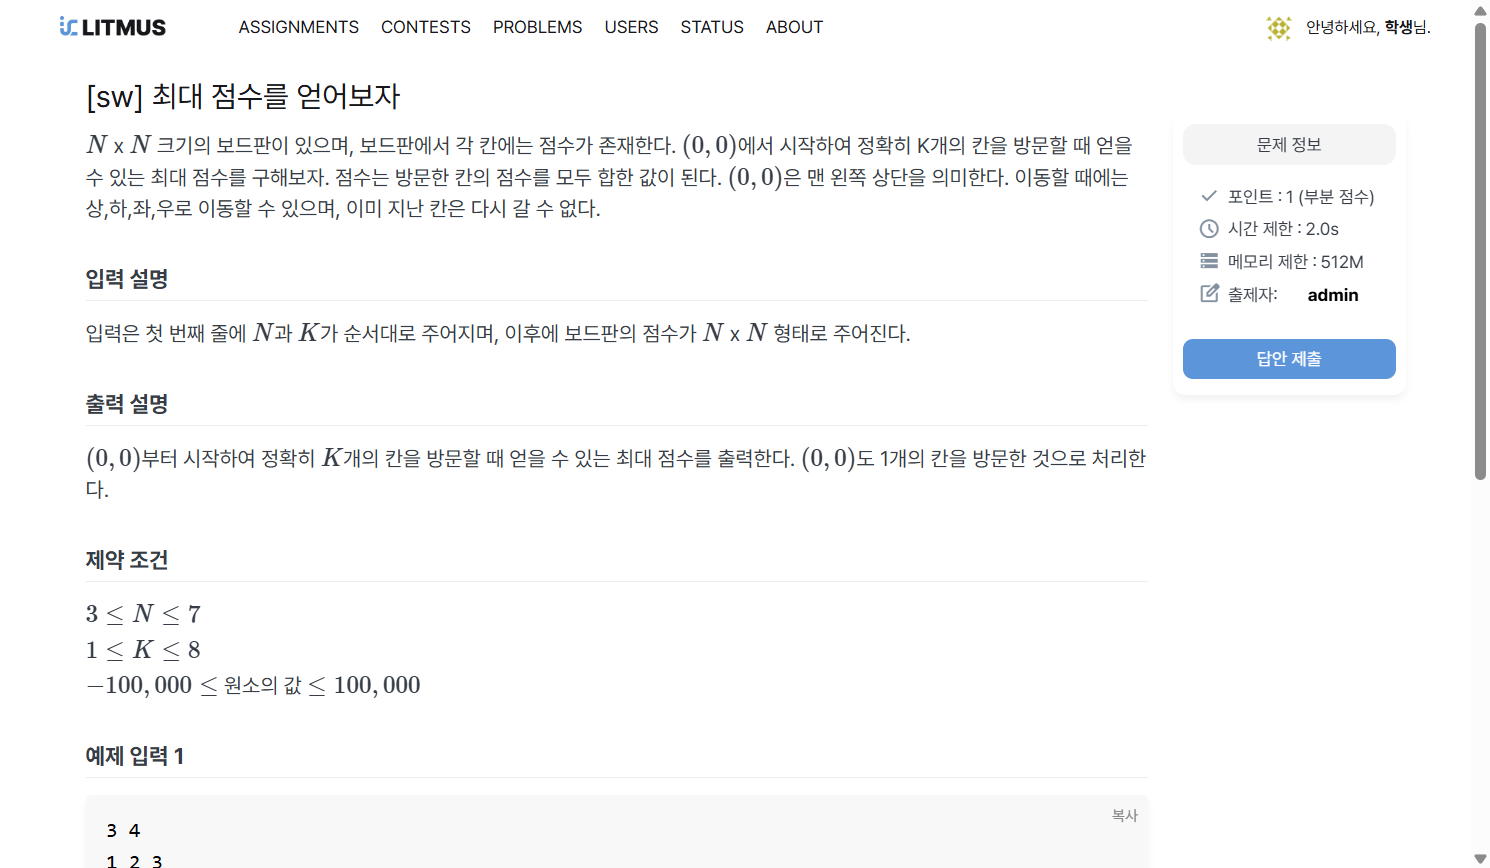 LITMUS
ASSIGNMENTS CONTESTS PROBLEMS USERS STATUS ABOUT
안녕하세요, 학생님.
[sw] 최대 점수를 얻어보자
N x N 크기의 보드판이 있으며, 보드판에서 각 칸에는 점수가 존재한다. (0, 0)에서 시작하여 정확히 K개의 칸을 방문할 때 얻을
수 있는 최대 점수를 구해보자. 점수는 방문한 칸의 점수를 모두 합한 값이 된다. (0, 0)은 맨 왼쪽 상단을 의미한다. 이동할 때에는
상,하,좌,우로 이동할 수 있으며, 이미 지난 칸은 다시 갈 수 없다.
입력 설명
입력은 첫 번째 줄에 N과 K가 순서대로 주어지며, 이후에 보드판의 점수가 N x N 형태로 주어진다.
출력 설명
(0, 0)부터 시작하여 정확히 K개의 칸을 방문할 때 얻을 수 있는 최대 점수를 출력한다. (0, 0)도 1개의 칸을 방문한 것으로 처리한
다.
제약 조건
3 ≤ N ≤ 7
1 ≤ K ≤ 8
−100, 000 ≤ 원소의 값 ≤ 100, 000
예제 입력 1
복사
3 4
1 2 3
문제 정보
포인트 : 1 (부분 점수)
시간 제한 : 2.0s
메모리 제한 : 512M
출제자: admin
답안 제출